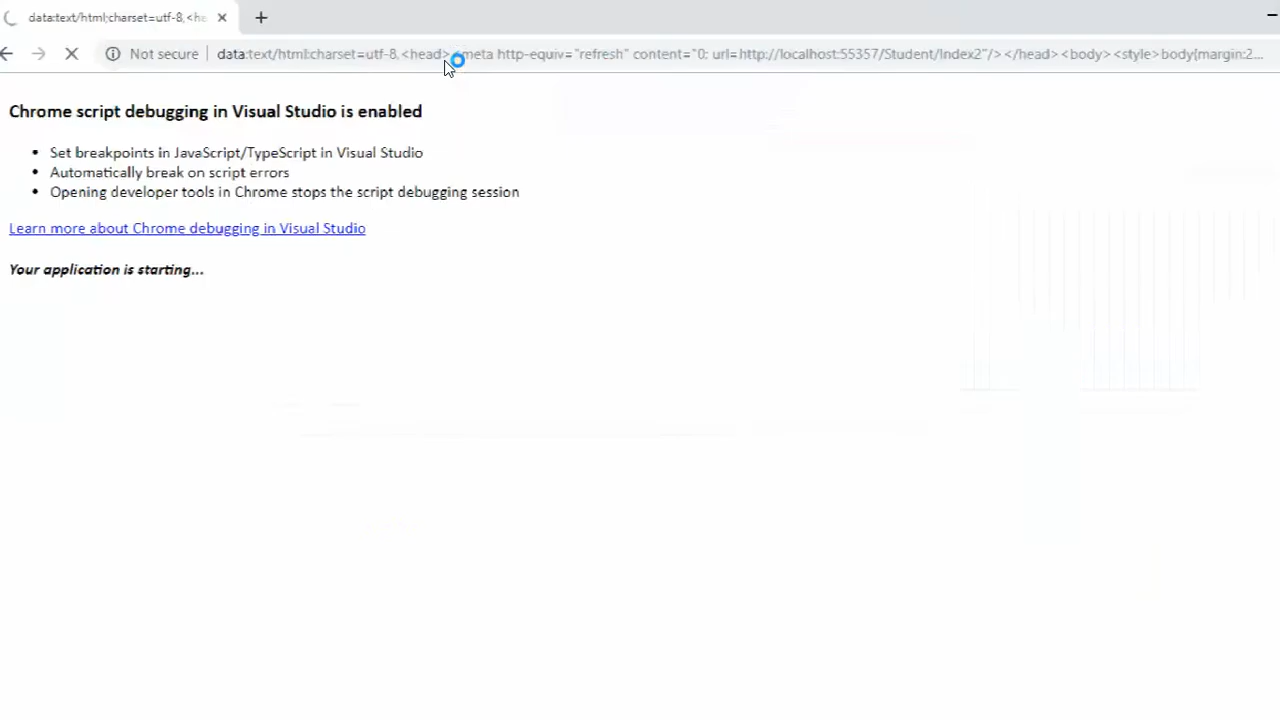 data:text/html;charset=utf-8,<he
Not secure data:text/html;charset=utf-8,<head> <meta http-equiv="refresh" content="0; url=http://localhost:55357/Student/Index2"/> </head> <body> <style> body{margin:2...
Chrome script debugging in Visual Studio is enabled
• Set breakpoints in JavaScript/TypeScript in Visual Studio
• Automatically break on script errors
• Opening developer tools in Chrome stops the script debugging session
Learn more about Chrome debugging in Visual Studio
Your application is starting...